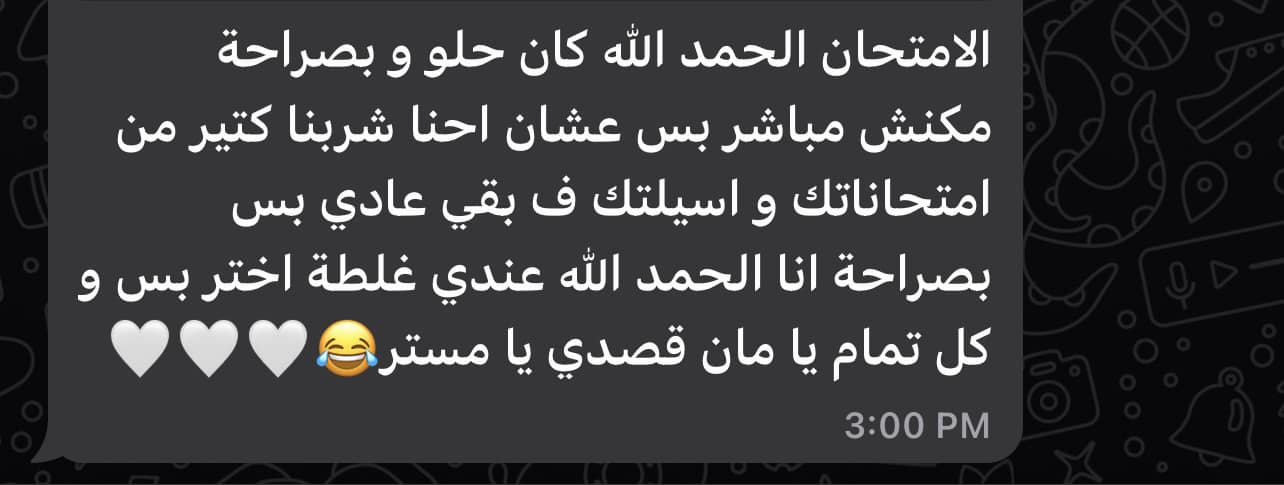 الامتحان الحمد الله كان حلو و بصراحة
مكنش مباشر بس عشان احنا شربنا كتير من
امتحاناتك و اسيلتك ف بقي عادي بس
بصراحة انا الحمد الله عندي غلطة اختر بس و
كل تمام يا مان قصدي يا مستر😂🤍🤍🤍
3:00 PM